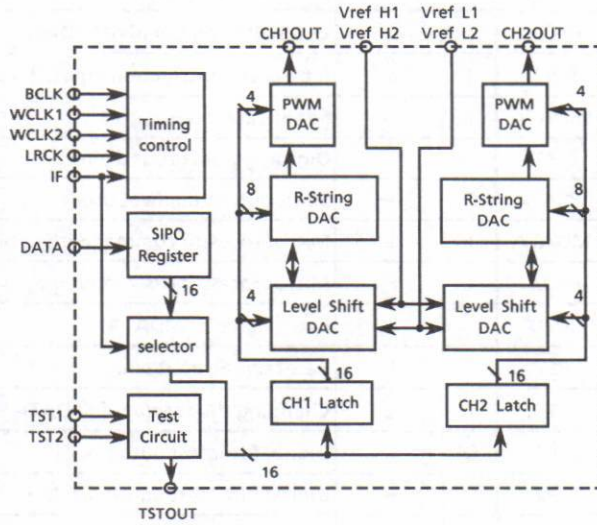 Vref H1 Vref L1
CH1OUT Vref H2 Vref L2 CH2OUT
BCLK
WCLK1
WCLK2
LRCK
IF
Timing
control
4
PWM
DAC
PWM
DAC
4
8
R-String
DAC
R-String
DAC
8
DATA
SIPO
Register
16
4
Level Shift
DAC
Level Shift
DAC
4
selector
16
16
CH1 Latch
CH2 Latch
TST1
TST2
Test
Circuit
16
TSTOUT